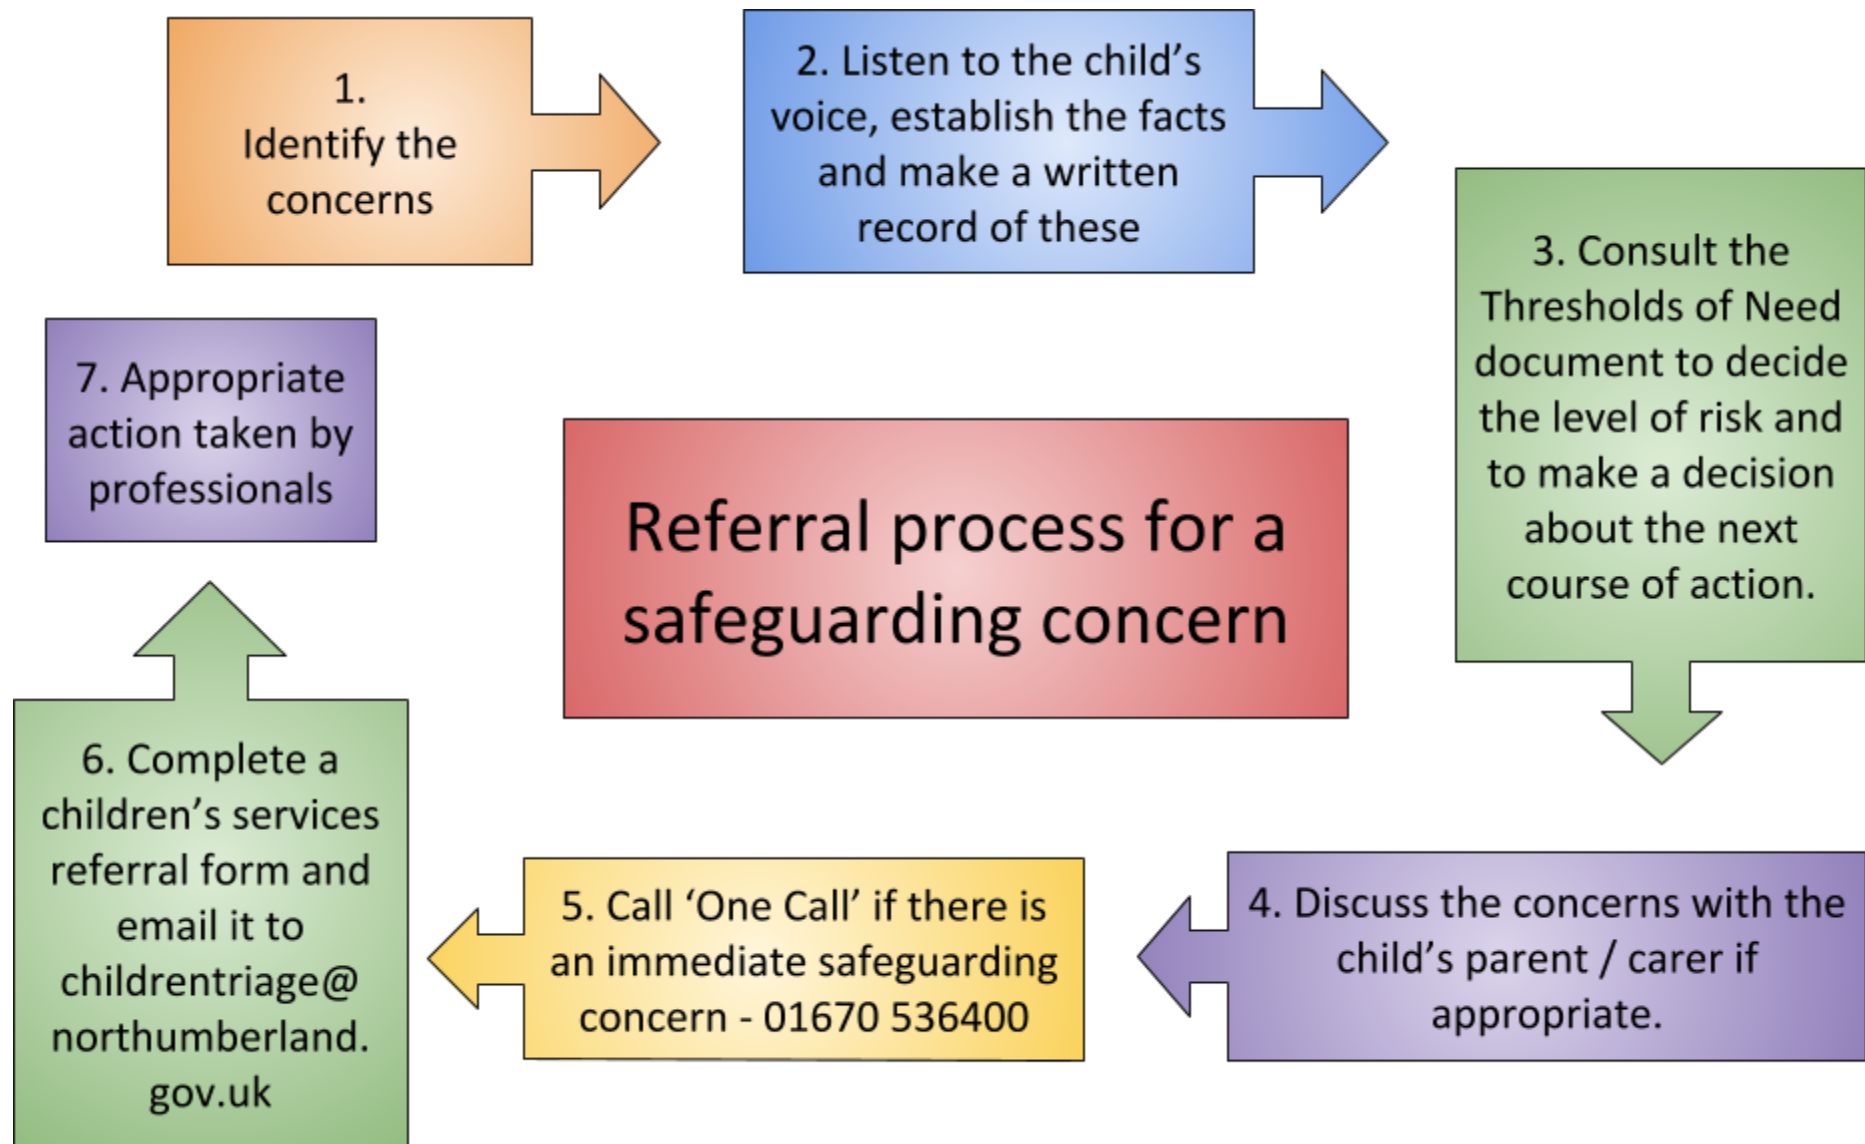 1.
Identify the
concerns
2. Listen to the child’s
voice, establish the facts
and make a written
record of these
3. Consult the
Thresholds of Need
document to decide
the level of risk and
to make a decision
about the next
course of action.
4. Discuss the concerns with the
child’s parent / carer if
appropriate.
5. Call ‘One Call’ if there is
an immediate safeguarding
concern - 01670 536400
6. Complete a
children’s services
referral form and
email it to
childrentriage@
northumberland.
gov.uk
7. Appropriate
action taken by
professionals
Referral process for a
safeguarding concern